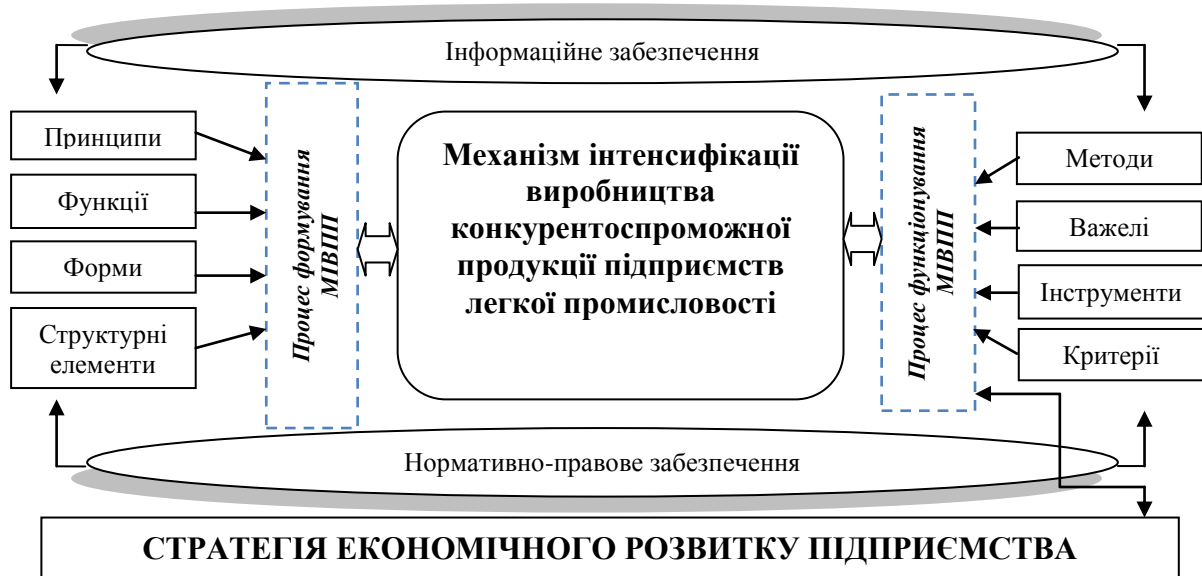 Інформаційне забезпечення
Принципи
Функції
Форми
Структурні
елементи
Процес формування
МІВПП
Механізм інтенсифікації
виробництва
конкурентоспроможної
продукції підприємств
легкої промисловості
Процес функціонування
МІВПП
Методи
Важелі
Інструменти
Критерії
Нормативно-правове забезпечення
СТРАТЕГІЯ ЕКОНОМІЧНОГО РОЗВИТКУ ПІДПРИЄМСТВА